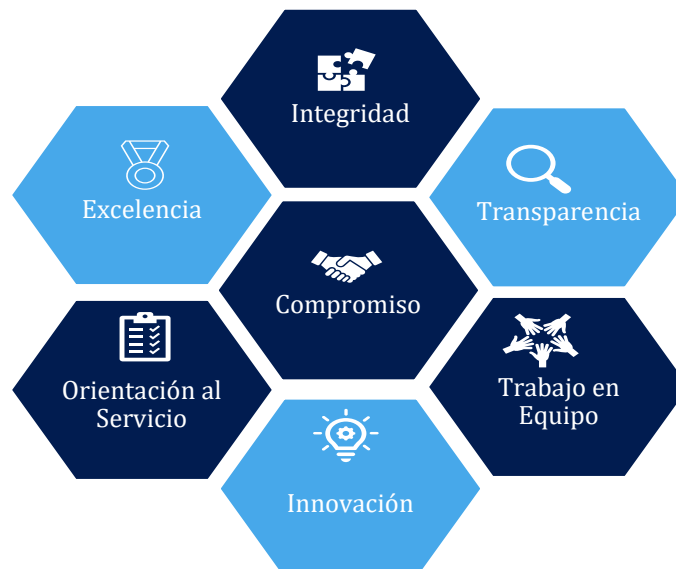 Integridad
Excelencia
Transparencia
Compromiso
Orientación al
Servicio
Trabajo en
Equipo
Innovación